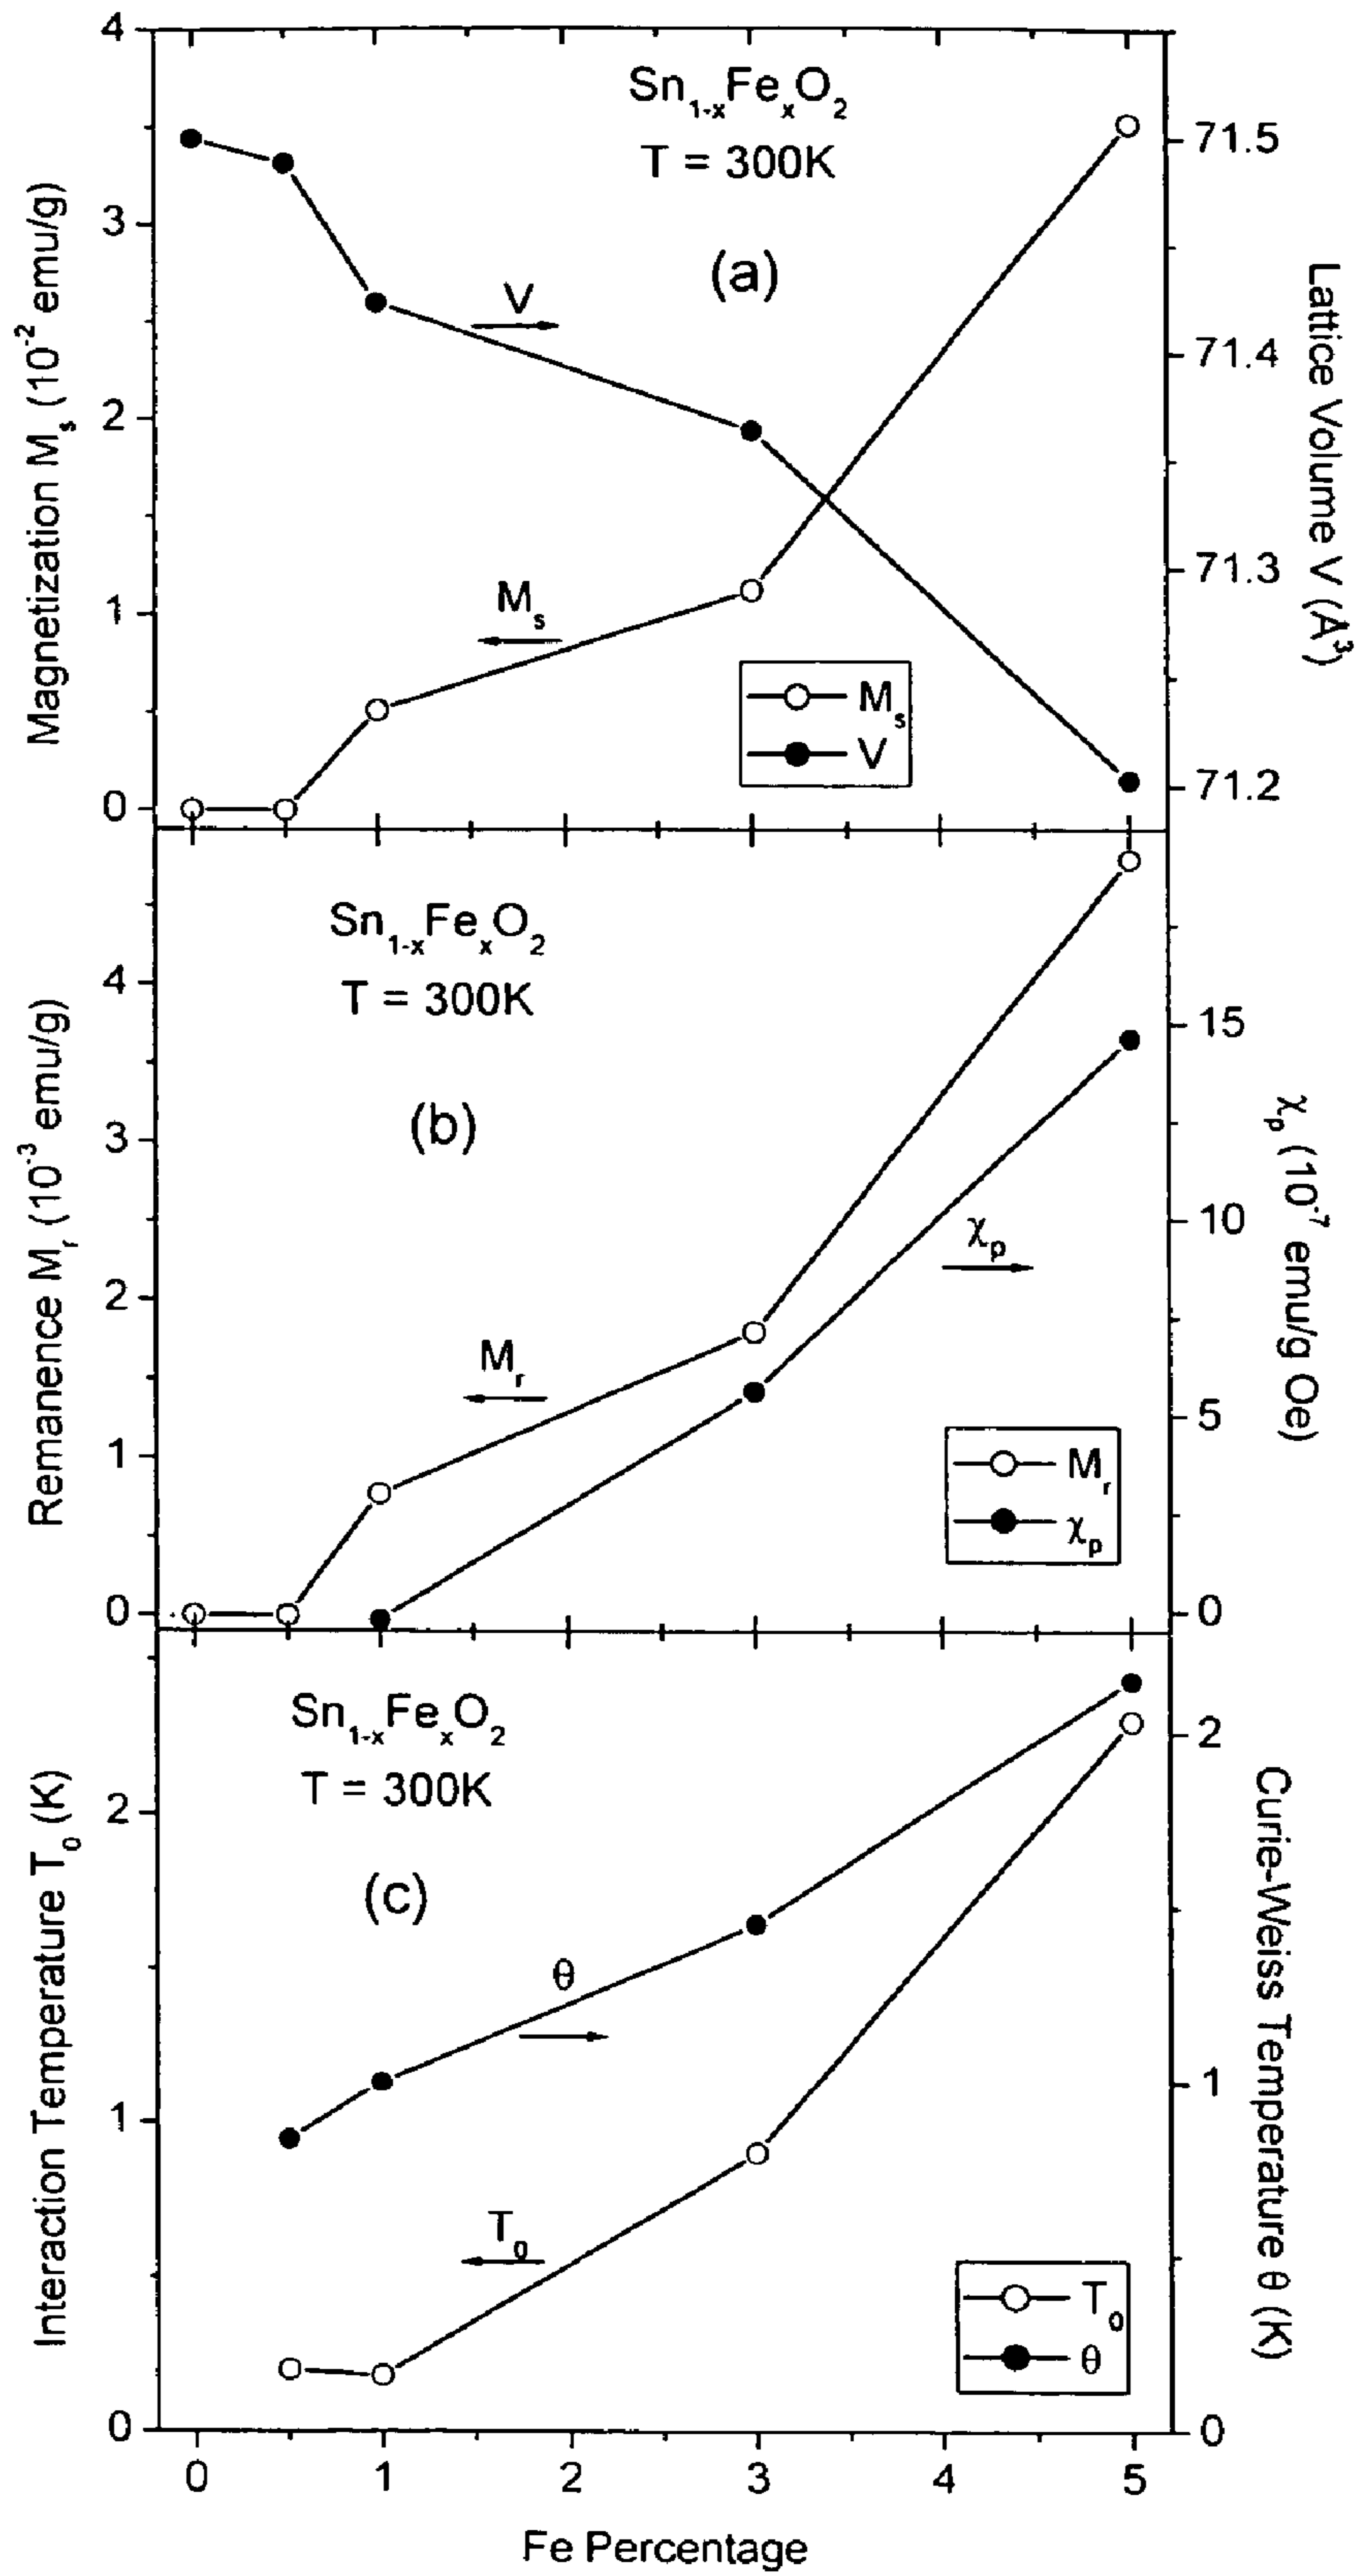 4
3
2
1
0
Magnetization Mₛ (10⁻² emu/g)
Sn₁₋ₓFeₓO₂
T = 300K
(a)
V
Mₛ
Mₛ
V
71.5
71.4
71.3
71.2
Lattice Volume V (Å³)
4
3
2
1
0
Remanence Mᵣ (10⁻³ emu/g)
Sn₁₋ₓFeₓO₂
T = 300K
(b)
Mᵣ
χₚ
Mᵣ
χₚ
15
10
5
0
χₚ (10⁻⁷ emu/g Oe)
2
1
0
Interaction Temperature T₀ (K)
Sn₁₋ₓFeₓO₂
T = 300K
(c)
θ
T₀
T₀
θ
2
1
0
Curie-Weiss Temperature θ (K)
0 1 2 3 4 5
Fe Percentage